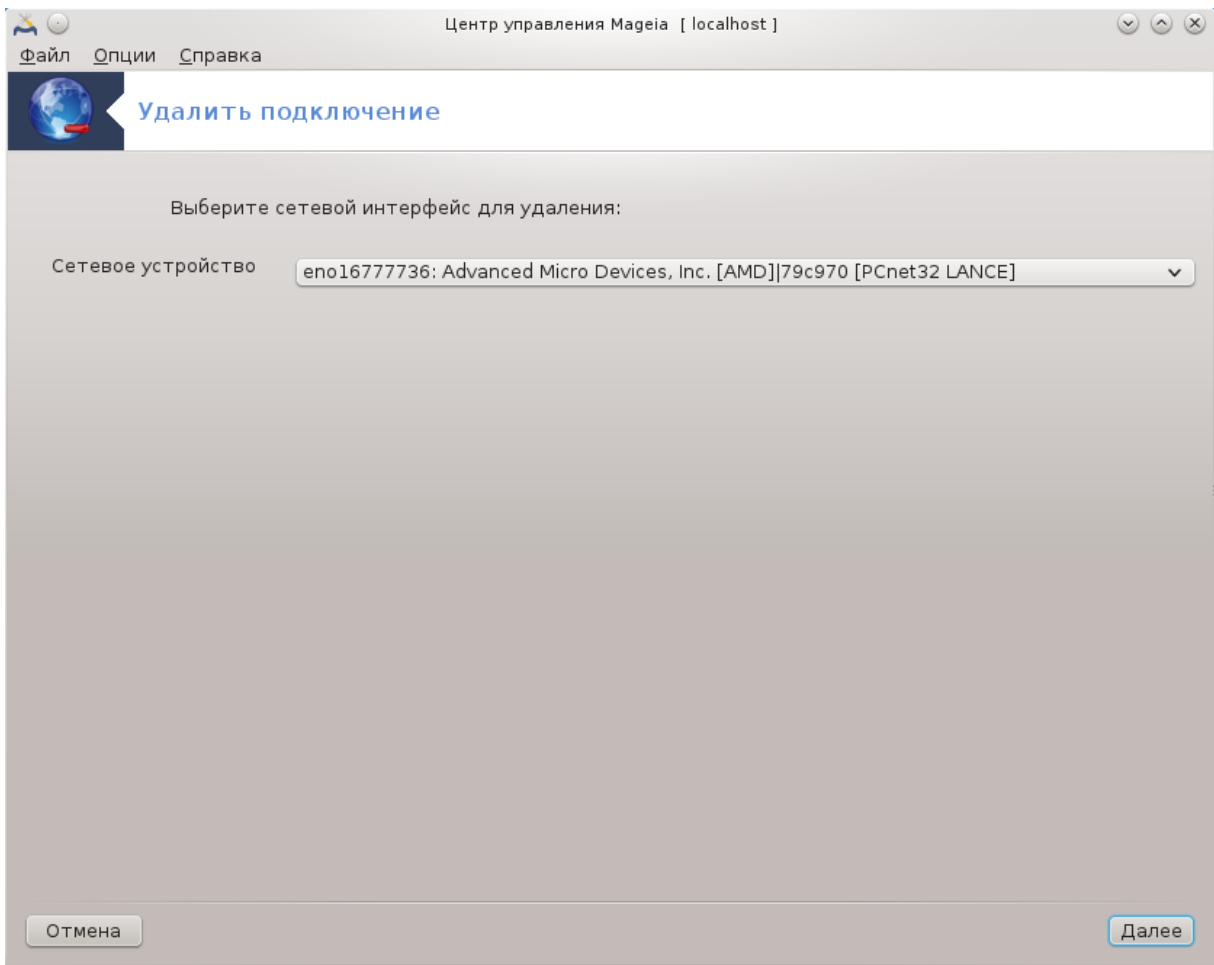 Центр управления Mageia [ localhost ]
Файл Опции Справка
Удалить подключение
Выберите сетевой интерфейс для удаления:
Сетевое устройство eno16777736: Advanced Micro Devices, Inc. [AMD]|79c970 [PCnet32 LANCE]
Отмена Далее